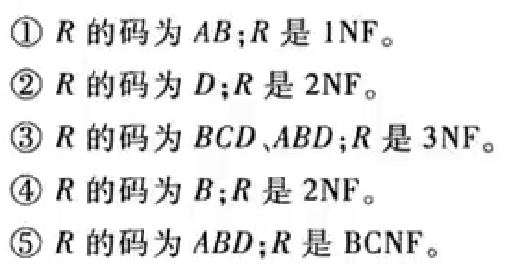 ① R 的码为 AB;R 是 1NF。
② R 的码为 D;R 是 2NF。
③ R 的码为 BCD、ABD;R 是 3NF。
④ R 的码为 B;R 是 2NF。
⑤ R 的码为 ABD;R 是 BCNF。